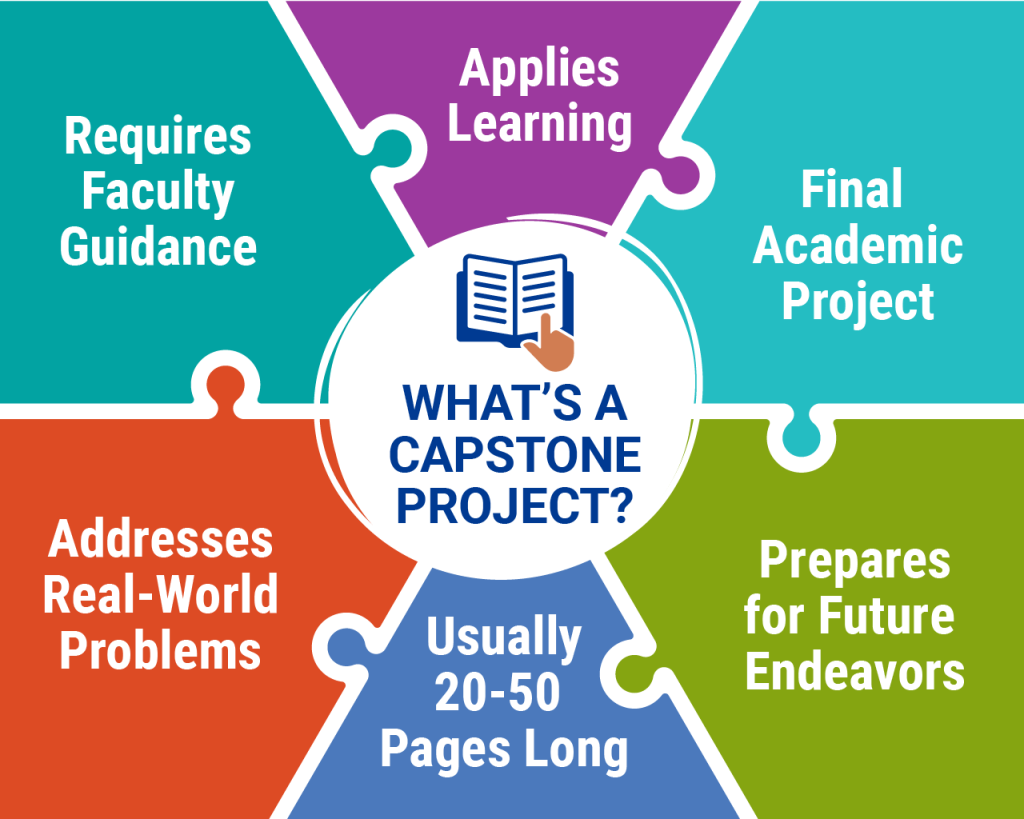 Applies
Learning
Requires
Faculty
Guidance
Final
Academic
Project
WHAT’S A
CAPSTONE
PROJECT?
Addresses
Real-World
Problems
Usually
20-50
Pages Long
Prepares
for Future
Endeavors